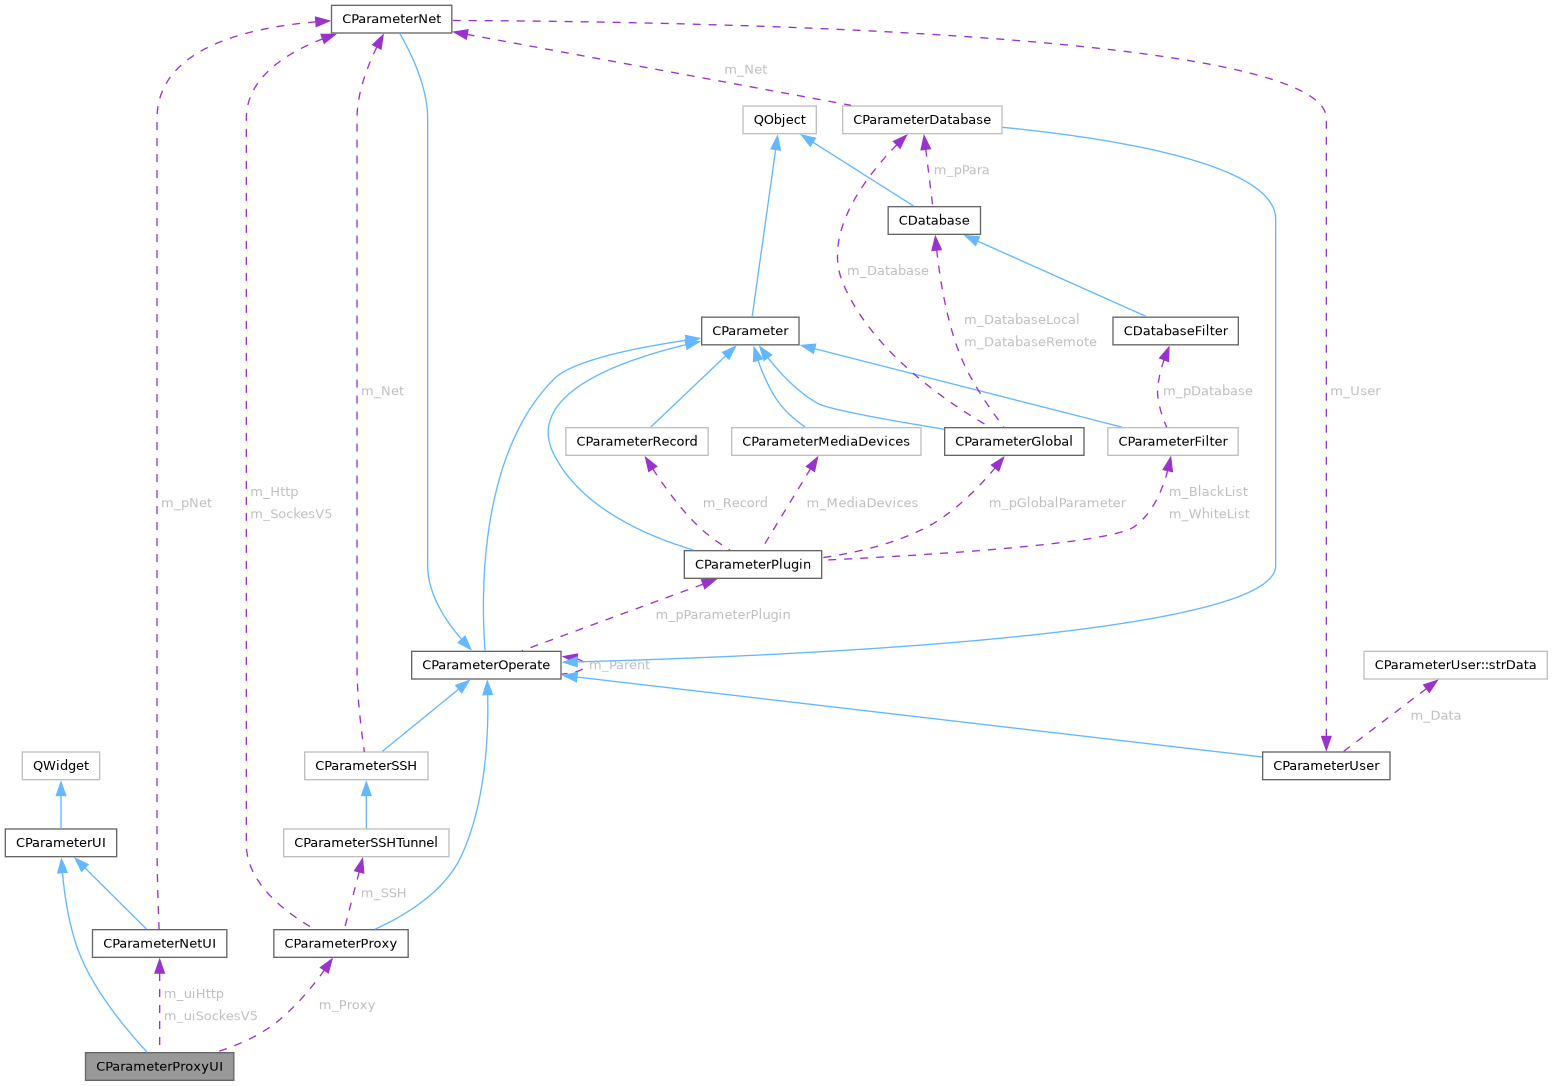 CParameterNet
m_Net
QObject
CParameterDatabase
m_pPara
CDatabase
m_Database
m_DatabaseLocal
m_DatabaseRemote
CParameter
CDatabaseFilter
m_Net
m_pDatabase
m_User
CParameterRecord
CParameterMediaDevices
CParameterGlobal
CParameterFilter
m_pNet
m_Http
m_SockesV5
m_Record
m_MediaDevices
m_pGlobalParameter
m_BlackList
m_WhiteList
CParameterPlugin
m_pParameterPlugin
CParameterOperate
m_Parent
CParameterUser::strData
m_Data
QWidget
CParameterSSH
CParameterUser
CParameterUI
CParameterSSHTunnel
m_SSH
CParameterNetUI
CParameterProxy
m_uiHttp
m_uiSockesV5
m_Proxy
CParameterProxyUI